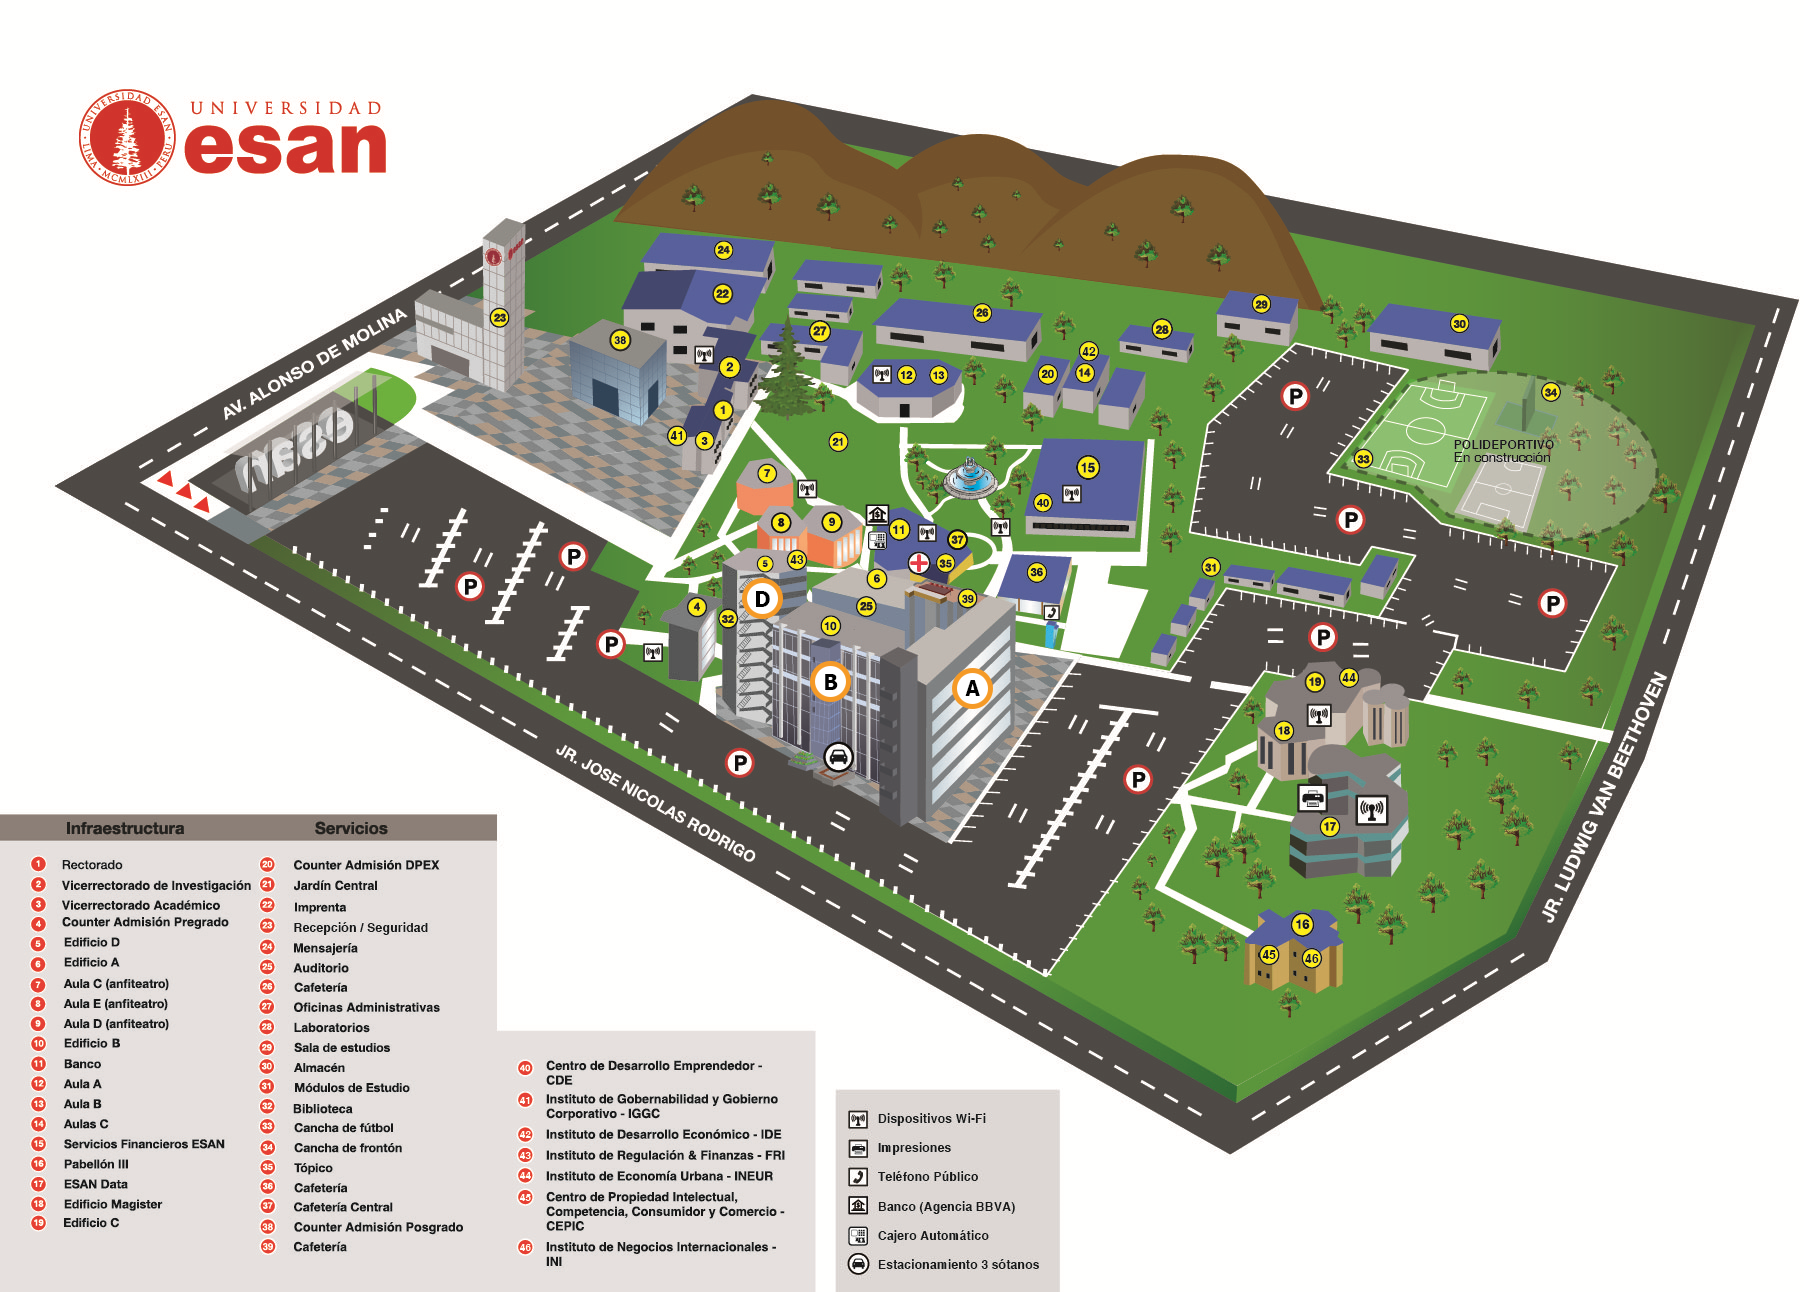 UNIVERSIDAD
esan
UNIVERSIDAD ESAN
LIMA · MCMLXIII · PERU
AV. ALONSO DE MOLINA
JR. JOSE NICOLAS RODRIGO
JR. LUDWIG VAN BEETHOVEN
esan
24
22
23
38
27
26
28
29
30
2
1
41
3
12
13
20
42
14
34
21
33
POLIDEPORTIVO
En construcción
15
40
7
8
9
11
37
35
36
31
5
43
6
39
4
32
25
10
D
B
A
P
P
P
P
P
P
P
P
P
P
19
44
18
17
16
45
46
Infraestructura
1 Rectorado
2 Vicerrectorado de Investigación
3 Vicerrectorado Académico
4 Counter Admisión Pregrado
5 Edificio D
6 Edificio A
7 Aula C (anfiteatro)
8 Aula E (anfiteatro)
9 Aula D (anfiteatro)
10 Edificio B
11 Banco
12 Aula A
13 Aula B
14 Aulas C
15 Servicios Financieros ESAN
16 Pabellón III
17 ESAN Data
18 Edificio Magister
19 Edificio C
Servicios
20 Counter Admisión DPEX
21 Jardín Central
22 Imprenta
23 Recepción / Seguridad
24 Mensajería
25 Auditorio
26 Cafetería
27 Oficinas Administrativas
28 Laboratorios
29 Sala de estudios
30 Almacén
31 Módulos de Estudio
32 Biblioteca
33 Cancha de fútbol
34 Cancha de frontón
35 Tópico
36 Cafetería
37 Cafetería Central
38 Counter Admisión Posgrado
39 Cafetería
40 Centro de Desarrollo Emprendedor -
CDE
41 Instituto de Gobernabilidad y Gobierno
Corporativo - IGGC
42 Instituto de Desarrollo Económico - IDE
43 Instituto de Regulación & Finanzas - FRI
44 Instituto de Economía Urbana - INEUR
45 Centro de Propiedad Intelectual,
Competencia, Consumidor y Comercio -
CEPIC
46 Instituto de Negocios Internacionales -
INI
Dispositivos Wi-Fi
Impresiones
Teléfono Público
Banco (Agencia BBVA)
Cajero Automático
Estacionamiento 3 sótanos